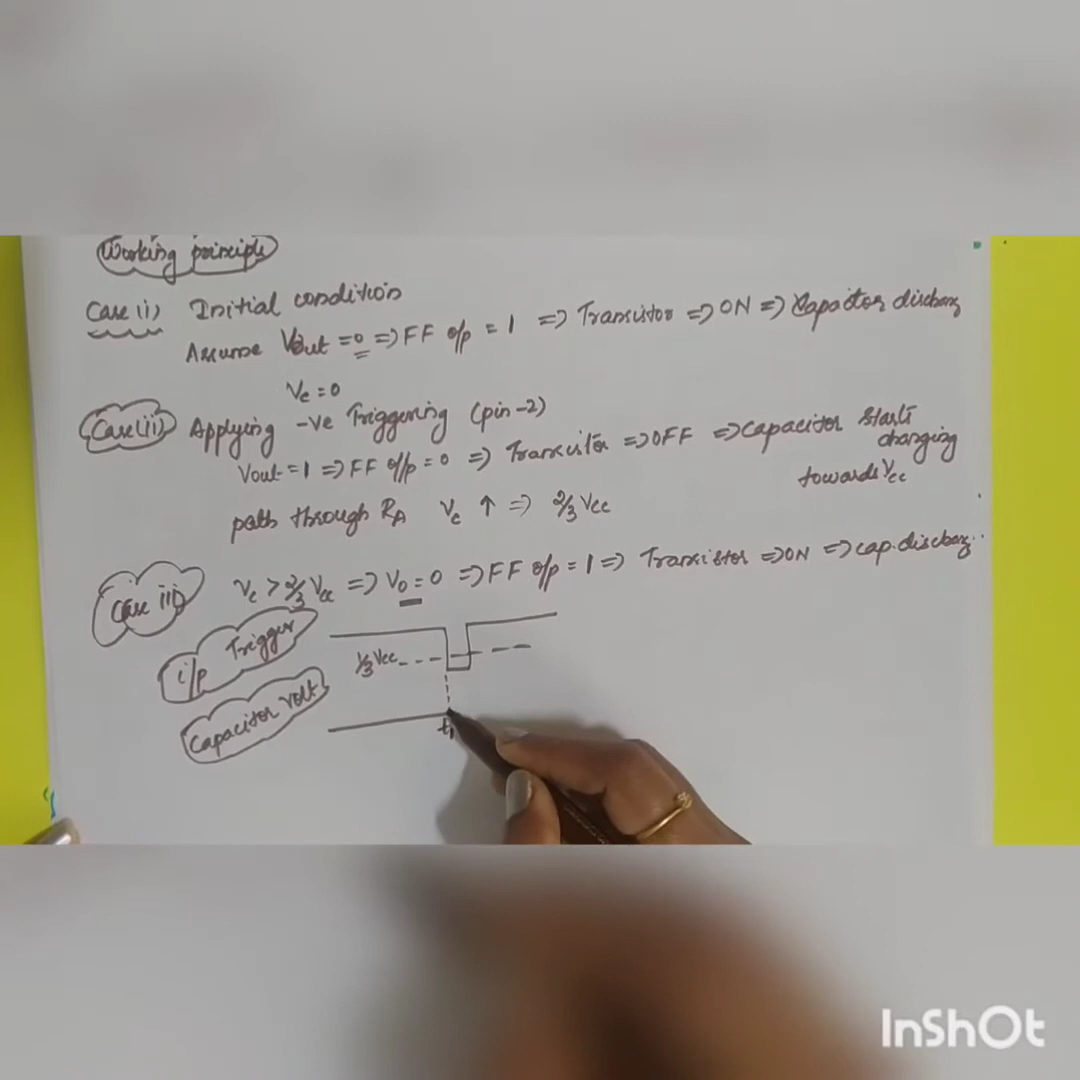 Working principle
Case (i) Initial condition
Assume Vout = 0 => FF o/p = 1 => Transistor => ON => Capacitor discharg
Vc = 0
Case (ii) Applying -ve Triggering (pin-2)
Vout = 1 => FF o/p = 0 => Transistor => OFF => Capacitor starts charging towards Vcc
path through RA Vc ↑ => 2/3 Vcc
Case iii) Vc > 2/3 Vcc => Vo = 0 => FF o/p = 1 => Transistor => ON => cap. discharg..
i/p Trigger
1/3 Vcc
Capacitor volt
t1
InShOt